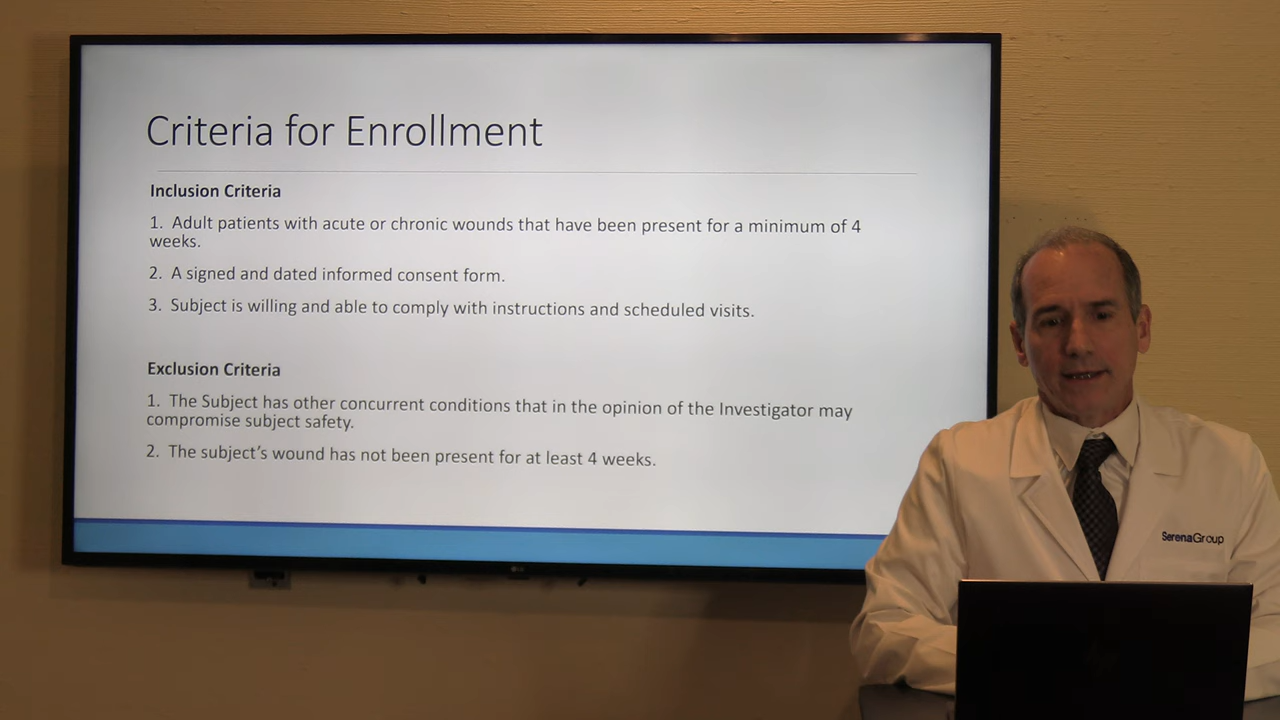 Criteria for Enrollment
Inclusion Criteria
1. Adult patients with acute or chronic wounds that have been present for a minimum of 4
weeks.
2. A signed and dated informed consent form.
3. Subject is willing and able to comply with instructions and scheduled visits.
Exclusion Criteria
1. The Subject has other concurrent conditions that in the opinion of the Investigator may
compromise subject safety.
2. The subject's wound has not been present for at least 4 weeks.
SerenaGroup
LG